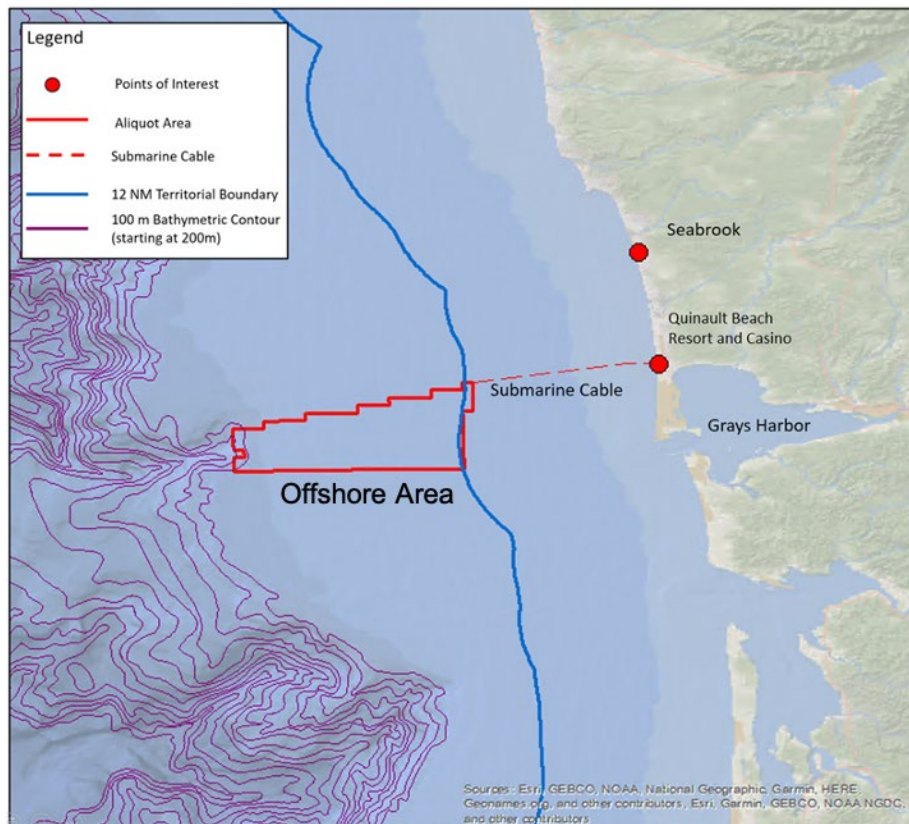 Legend
Points of Interest
Aliquot Area
Submarine Cable
12 NM Territorial Boundary
100 m Bathymetric Contour
(starting at 200m)
Seabrook
Quinault Beach
Resort and Casino
Submarine Cable
Grays Harbor
Offshore Area
Sources: Esri, GEBCO, NOAA, National Geographic, Garmin, HERE,
Geonames.org, and other contributors, Esri, Garmin, GEBCO, NOAA NGDC,
and other contributors